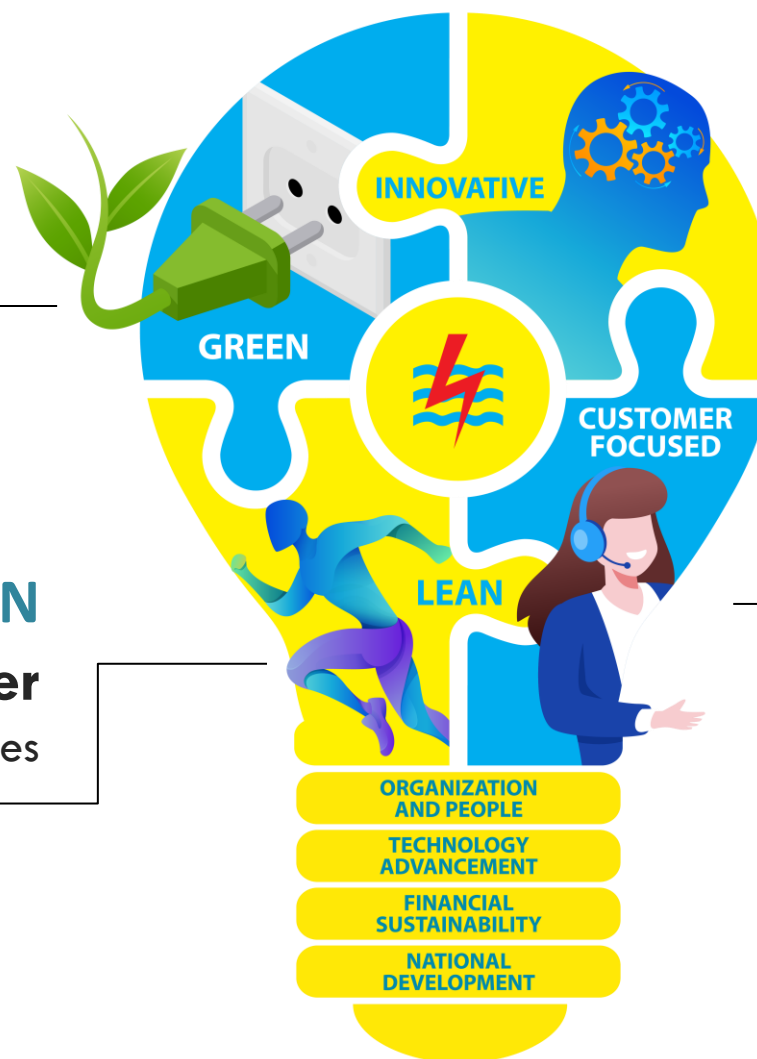 INNOVATIVE
GREEN
CUSTOMER
FOCUSED
LEAN
N
er
es
ORGANIZATION
AND PEOPLE
TECHNOLOGY
ADVANCEMENT
FINANCIAL
SUSTAINABILITY
NATIONAL
DEVELOPMENT